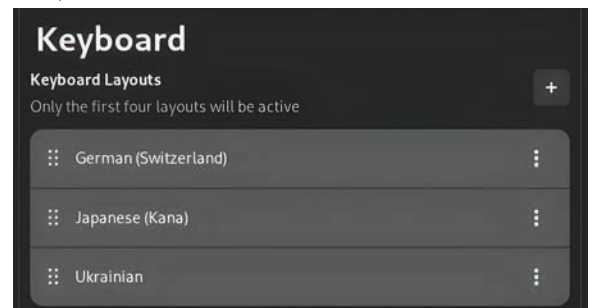 Keyboard
Keyboard Layouts
Only the first four layouts will be active
+
German (Switzerland)
Japanese (Kana)
Ukrainian